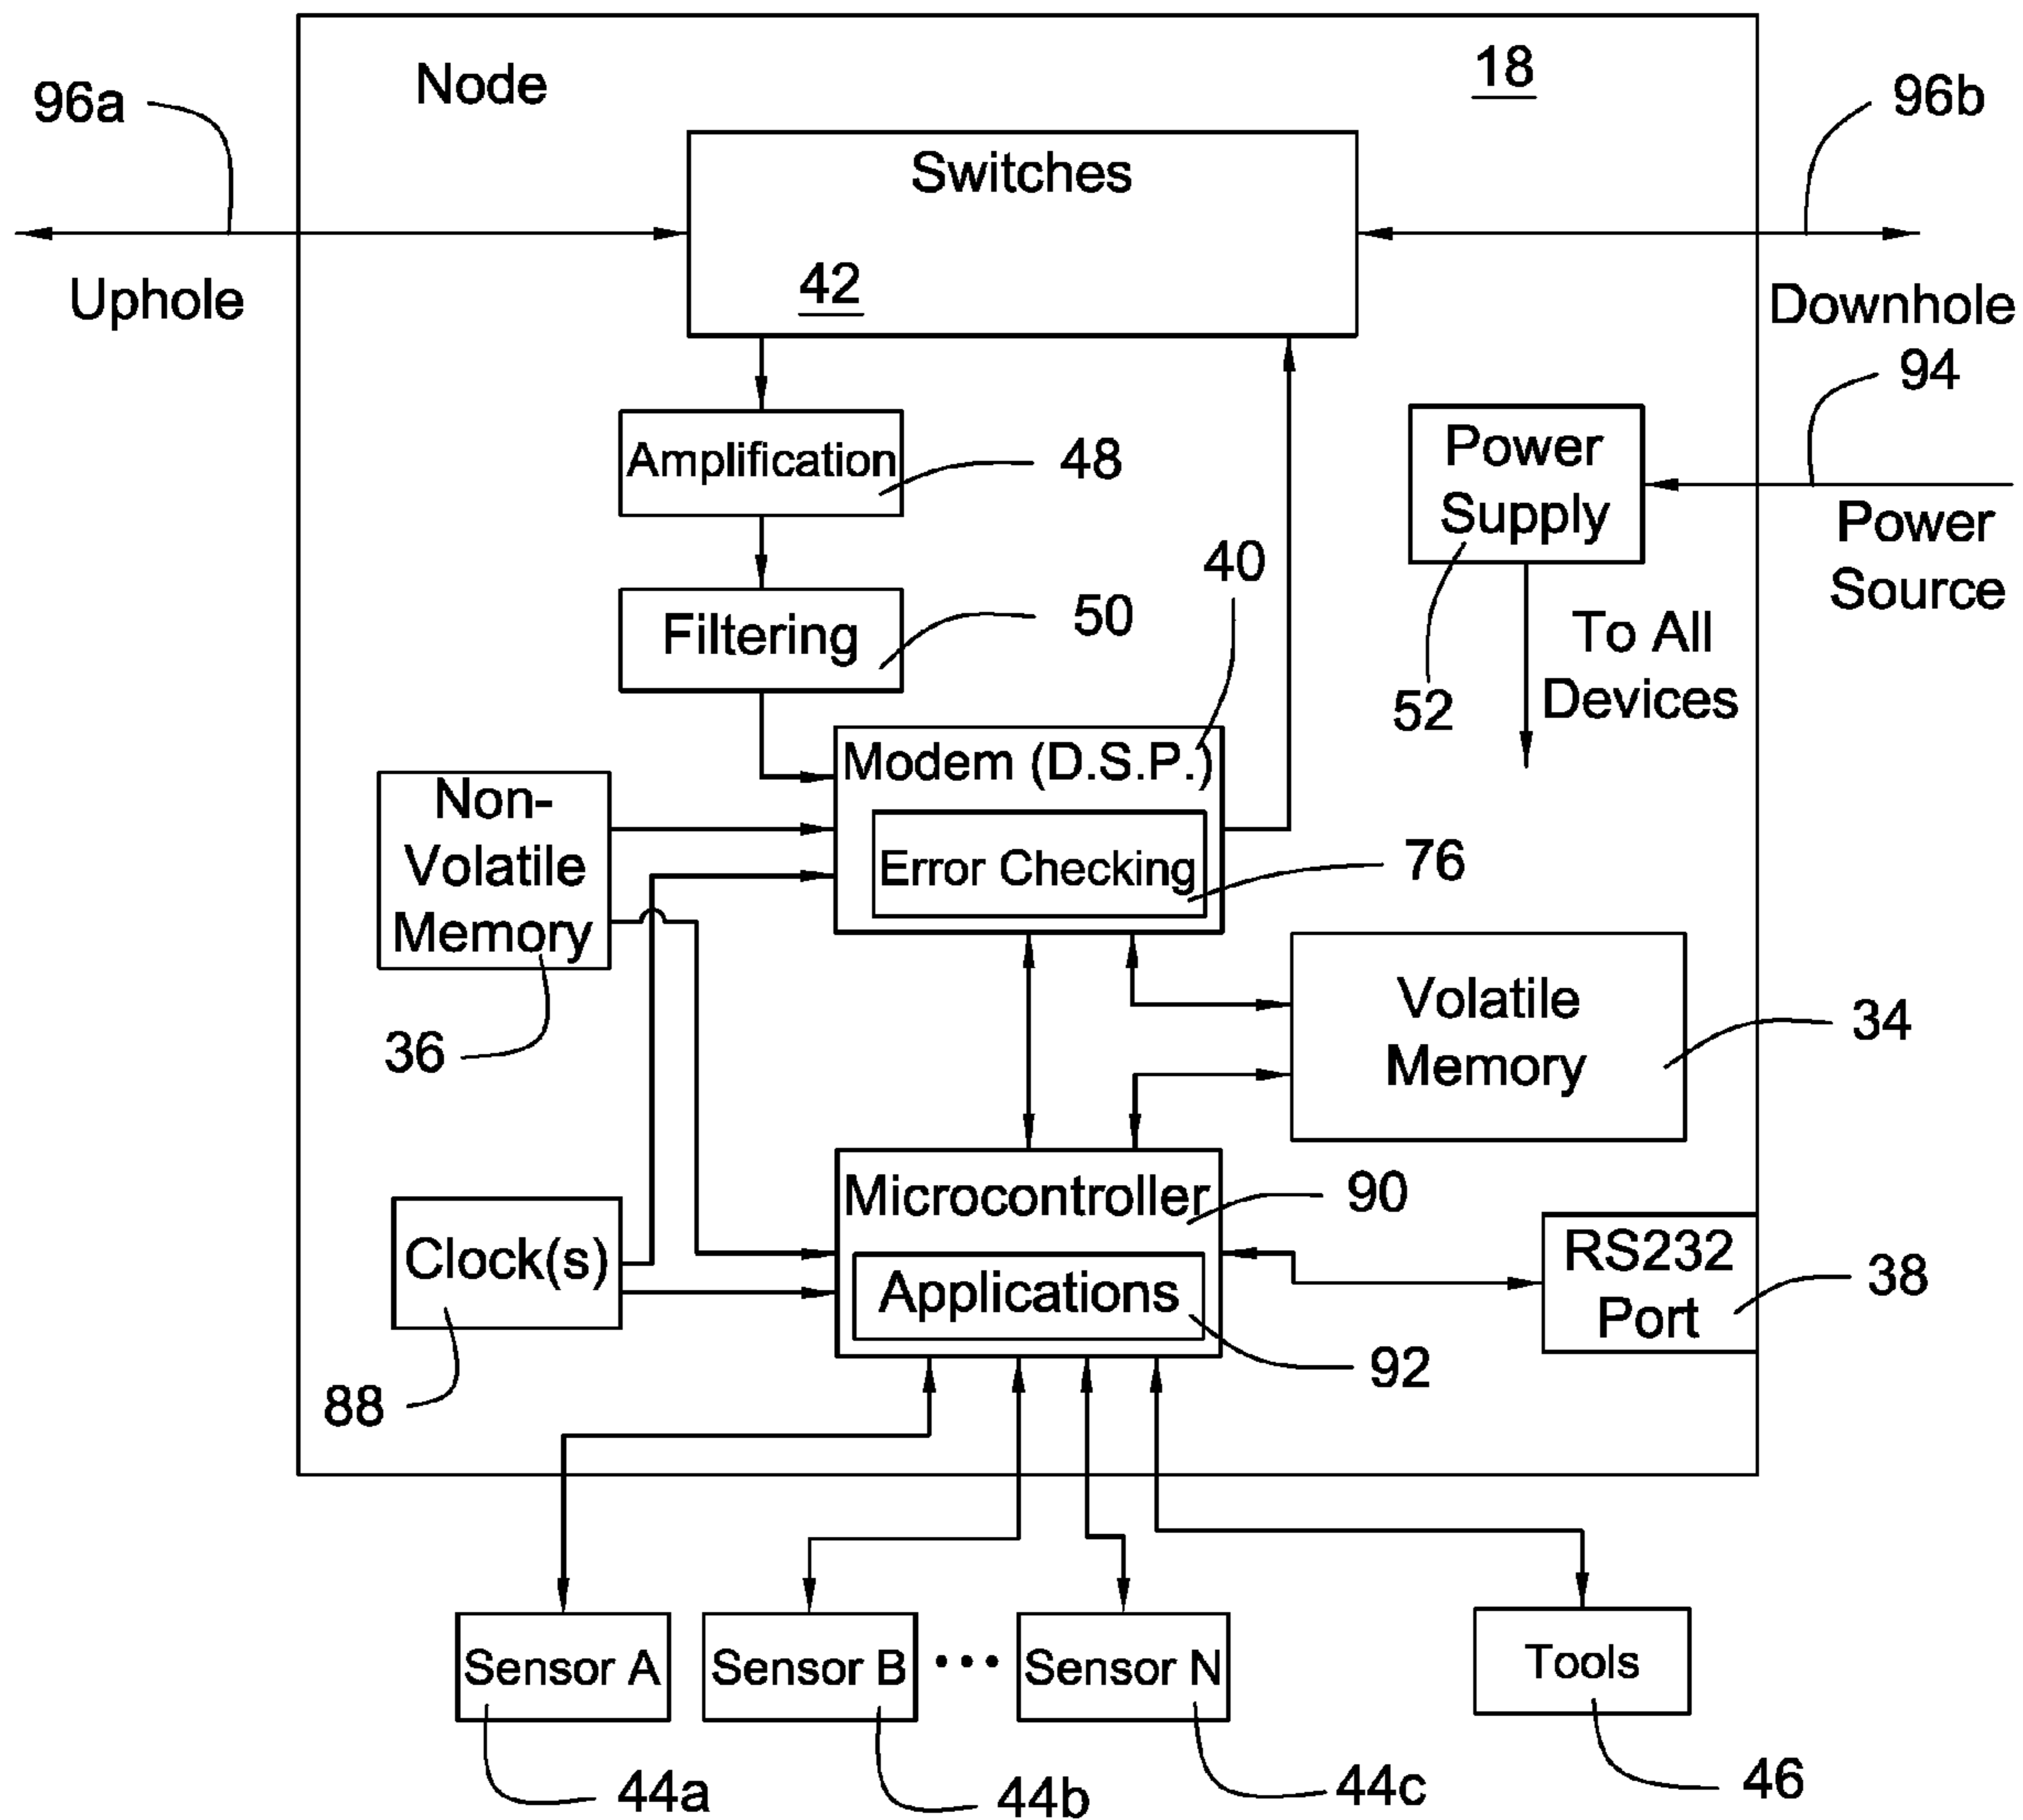 Node
18
96a
96b
Switches
42
Uphole
Downhole
94
Amplification
48
Power
Supply
Power
Source
40
Filtering
50
To All
Devices
52
Modem (D.S.P.)
Non-
Volatile
Memory
Error Checking
76
36
Volatile
Memory
34
Microcontroller
90
Clock(s)
Applications
RS232
Port
38
88
92
Sensor A
Sensor B
•••
Sensor N
Tools
44a
44b
44c
46